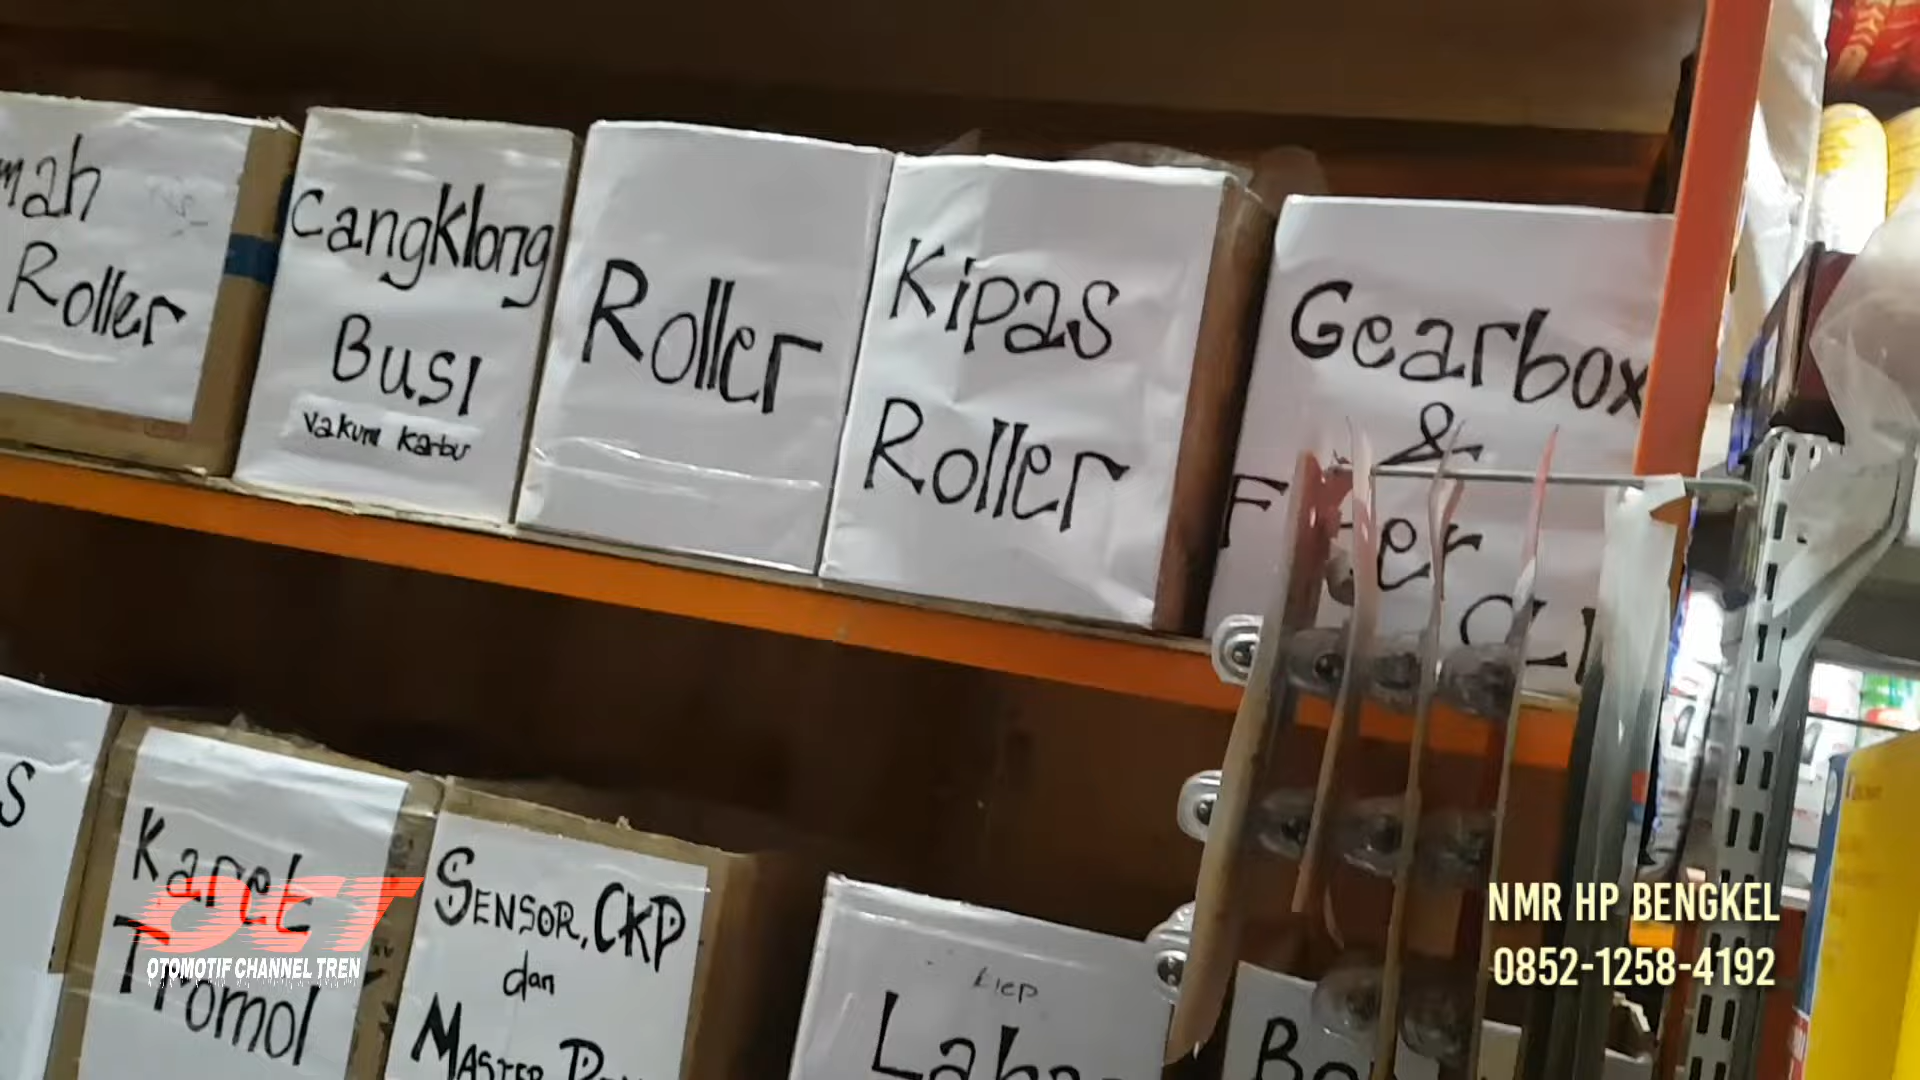 Roller
Cangklong
Busi
Vakum Karbu
Roller
Kipas
Roller
Gearbox
&
Karet
Tromol
SENSOR, CKP
dan
MASTER
OCT
OTOMOTIF CHANNEL TREN
NMR HP BENGKEL
0852-1258-4192